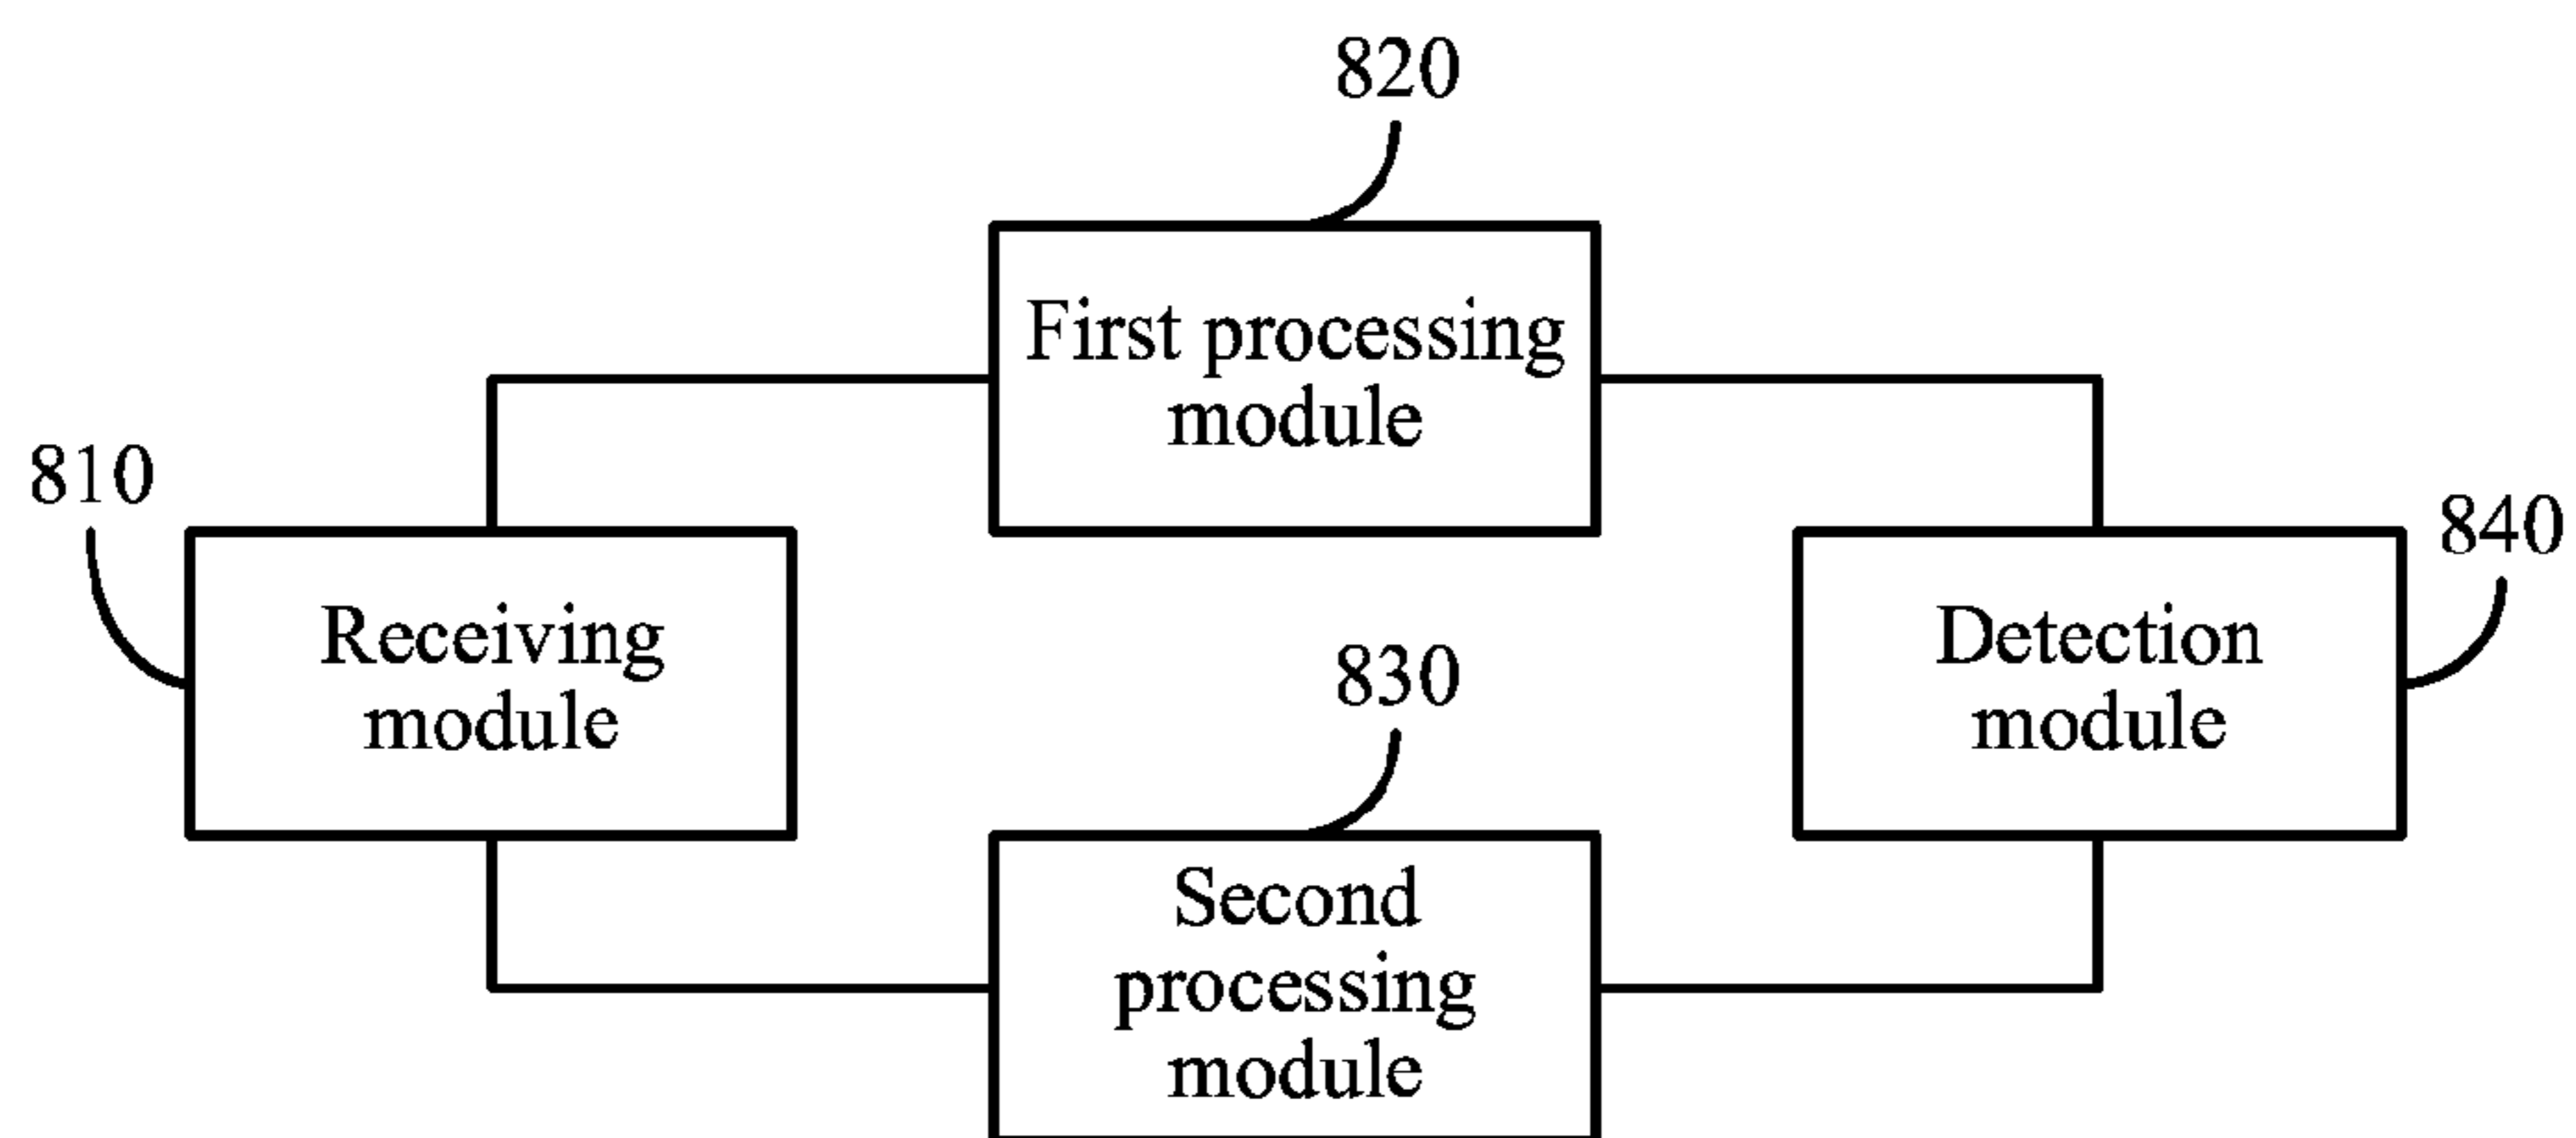 820
First processing
module
810
Receiving
module
840
Detection
module
830
Second
processing
module